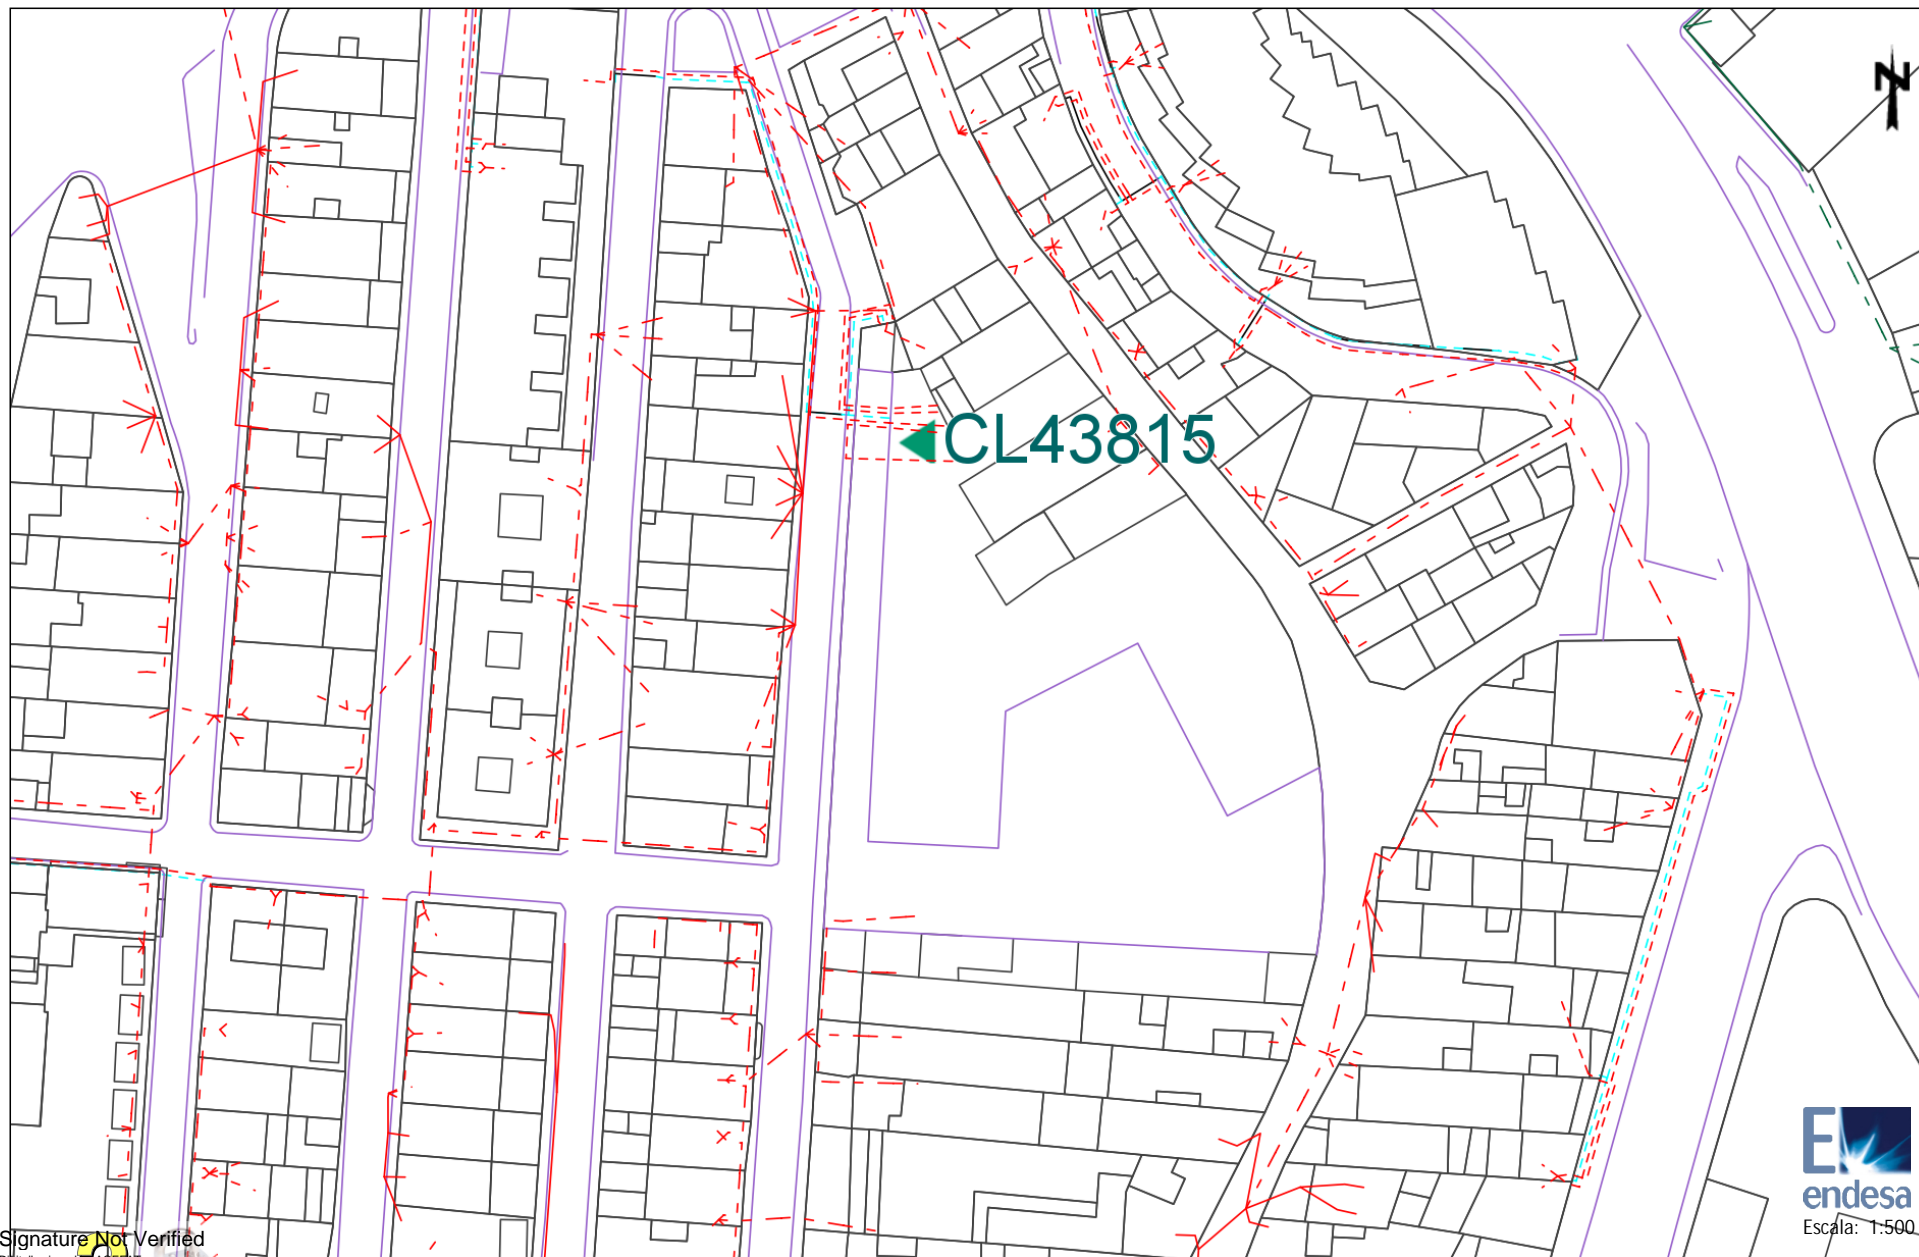 N
CL43815
E
endesa
Escala: 1:500
Signature Not Verified